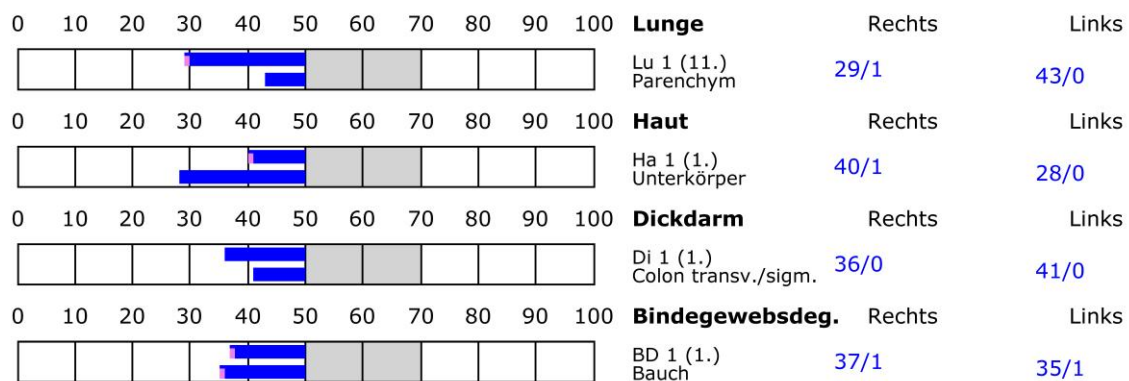 0 10 20 30 40 50 60 70 80 90 100 Lunge Rechts Links
Lu 1 (11.) 29/1 43/0
Parenchym
0 10 20 30 40 50 60 70 80 90 100 Haut Rechts Links
Ha 1 (1.) 40/1 28/0
Unterkörper
0 10 20 30 40 50 60 70 80 90 100 Dickdarm Rechts Links
Di 1 (1.) 36/0 41/0
Colon transv./sigm.
0 10 20 30 40 50 60 70 80 90 100 Bindegewebsdeg. Rechts Links
BD 1 (1.) 37/1 35/1
Bauch